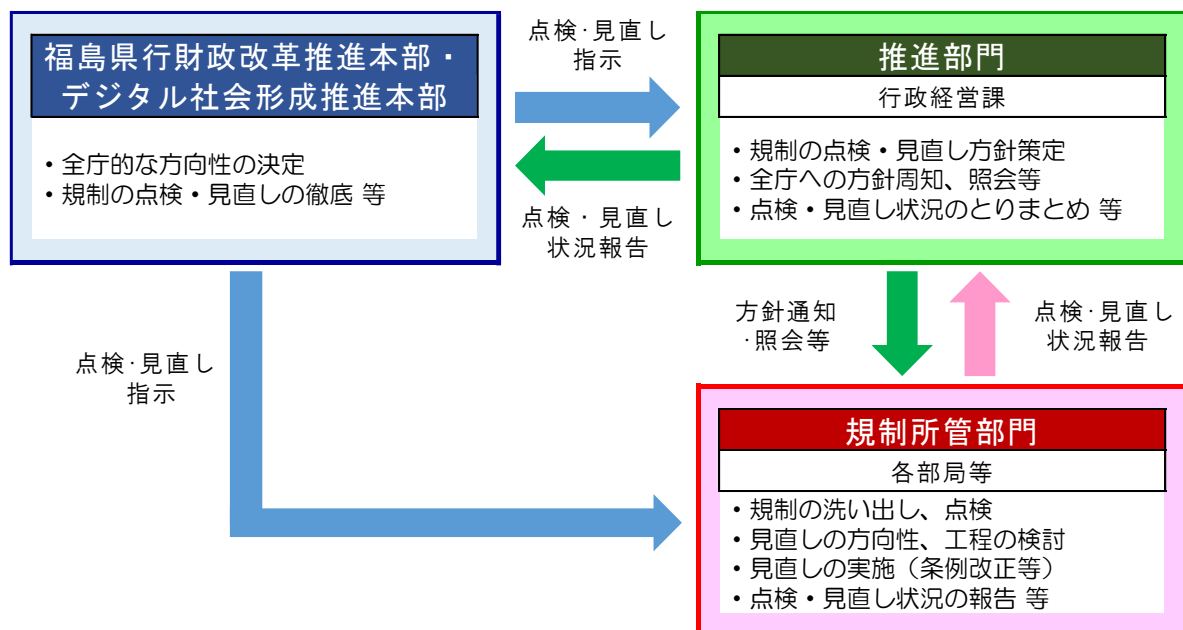 福島県行財政改革推進本部・
デジタル社会形成推進本部
・全庁的な方向性の決定
・規制の点検・見直しの徹底 等
点検・見直し
指示
点検・見直し
状況報告
推進部門
行政経営課
・規制の点検・見直し方針策定
・全庁への方針周知、照会等
・点検・見直し状況のとりまとめ 等
方針通知
・照会等
点検・見直し
状況報告
点検・見直し
指示
規制所管部門
各部局等
・規制の洗い出し、点検
・見直しの方向性、工程の検討
・見直しの実施（条例改正等）
・点検・見直し状況の報告 等